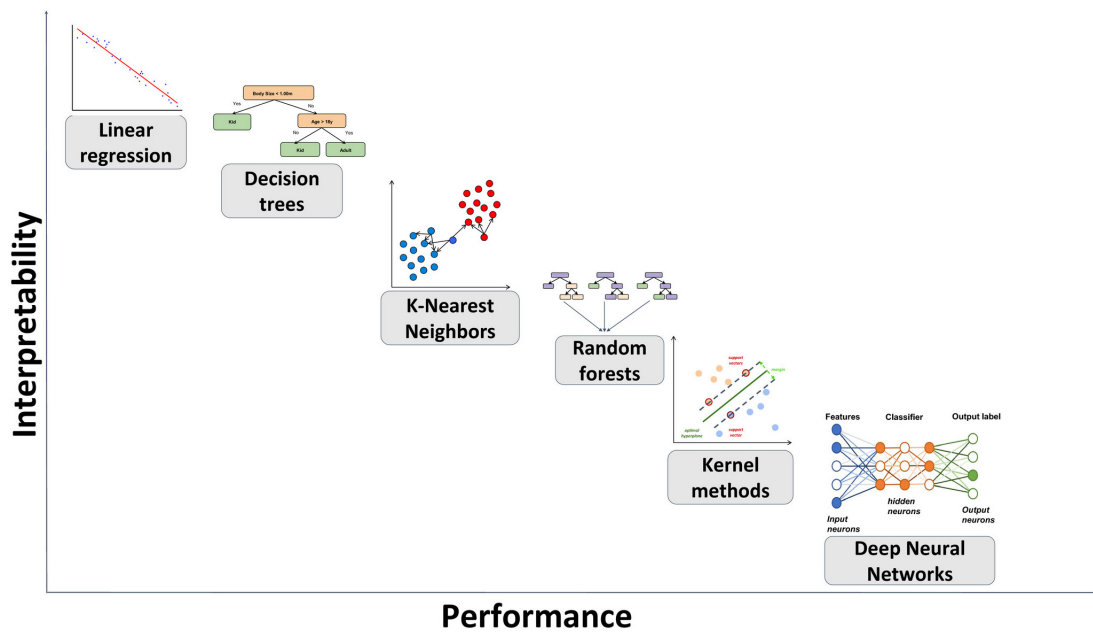 Interpretability
Linear
regression
Body Size < 1.50m
Yes
No
Kid
Age > 18y
No
Yes
Kid
Adult
Decision
trees
K-Nearest
Neighbors
Random
forests
support
vectors
margin
optimal
hyperplane
support
vector
Kernel
methods
Features
Classifier
Output label
Input
neurons
hidden
neurons
Output
neurons
Deep Neural
Networks
Performance